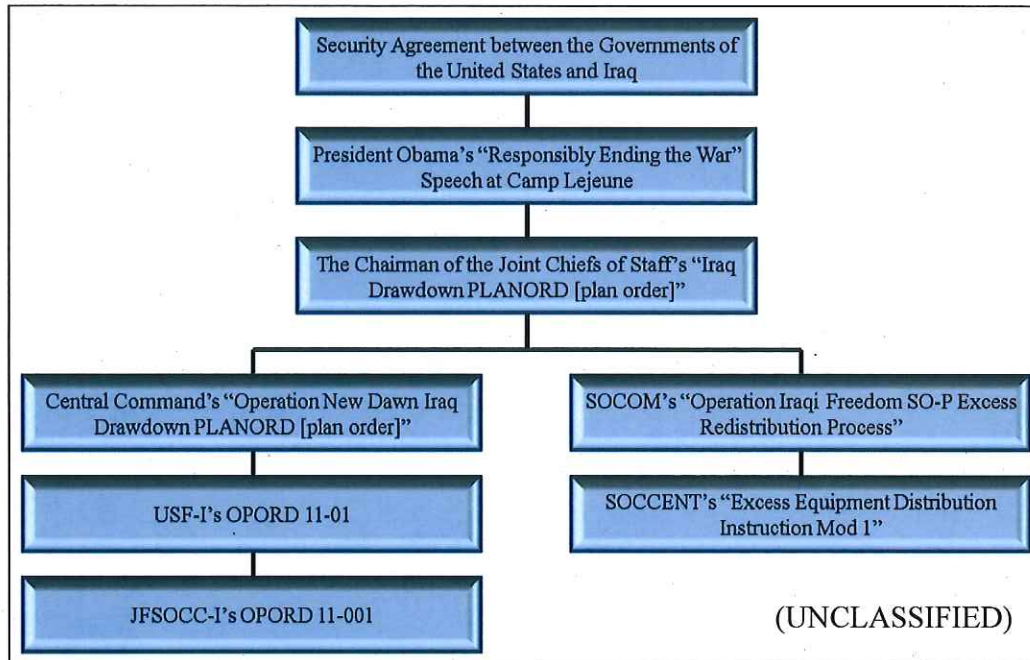 Security Agreement between the Governments of
the United States and Iraq
President Obama's “Responsibly Ending the War”
Speech at Camp Lejeune
The Chairman of the Joint Chiefs of Staff's “Iraq
Drawdown PLANORD [plan order]”
Central Command's “Operation New Dawn Iraq
Drawdown PLANORD [plan order]”
USF-I's OPORD 11-01
JFSOCC-I's OPORD 11-001
SOCOM's “Operation Iraqi Freedom SO-P Excess
Redistribution Process”
SOCCENT's “Excess Equipment Distribution
Instruction Mod 1”
(UNCLASSIFIED)